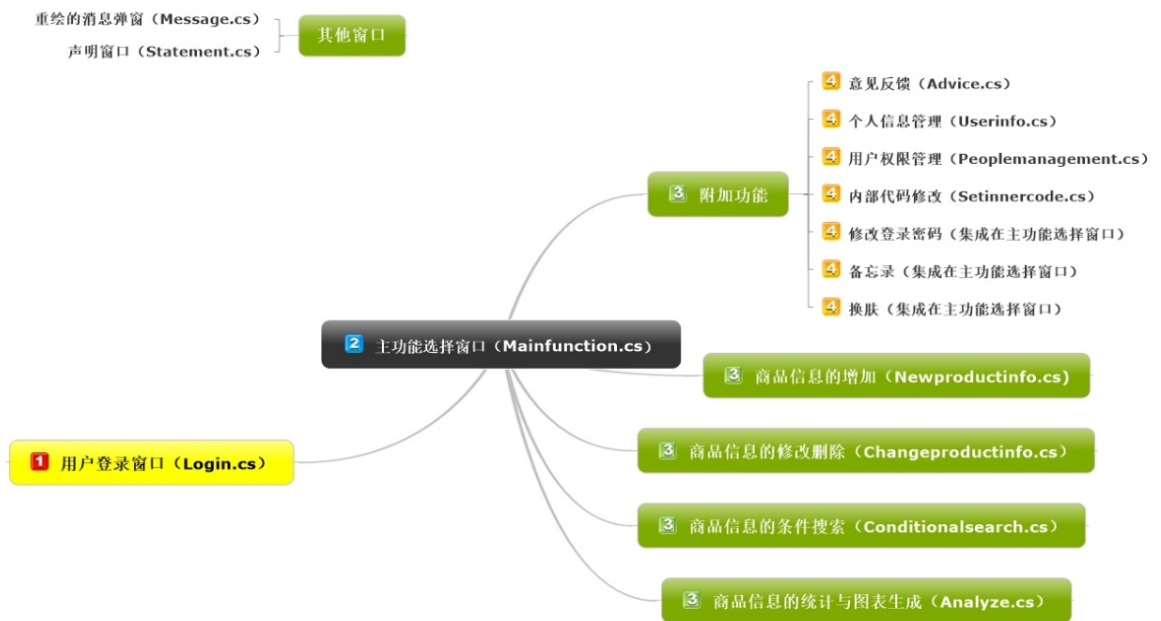 重绘的消息弹窗（Message.cs）
声明窗口（Statement.cs）
其他窗口
4 意见反馈（Advice.cs）
4 个人信息管理（Userinfo.cs）
4 用户权限管理（Peoplemanagement.cs）
3 附加功能
4 内部代码修改（Setinnercode.cs）
4 修改登录密码（集成在主功能选择窗口）
4 备忘录（集成在主功能选择窗口）
4 换肤（集成在主功能选择窗口）
2 主功能选择窗口（Mainfunction.cs）
3 商品信息的增加（Newproductinfo.cs)
3 商品信息的修改删除（Changeproductinfo.cs）
1 用户登录窗口（Login.cs）
3 商品信息的条件搜索（Conditionalsearch.cs）
3 商品信息的统计与图表生成（Analyze.cs）